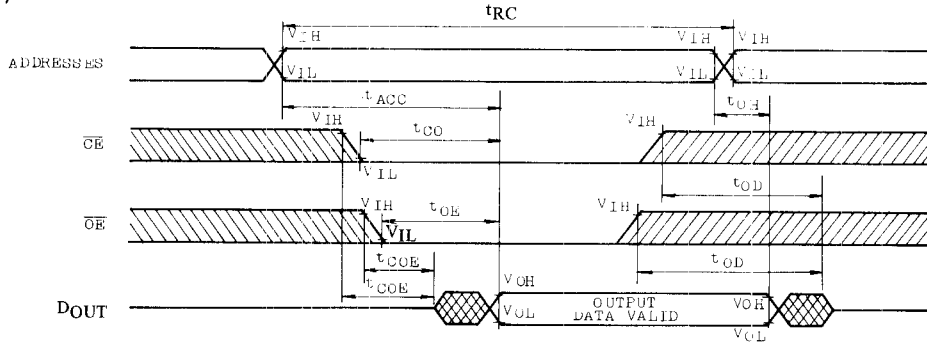 tRC
VIH VIH VIH
ADDRESSES
VIL VIL VIL
tACC tOH
VIH tCO VIH
CE
VIL
tOD
VIH tOE VIH
OE
VIL
tCOE tOD
tCOE VOH
OUTPUT VOH
DOUT
VOL DATA VALID
VOL